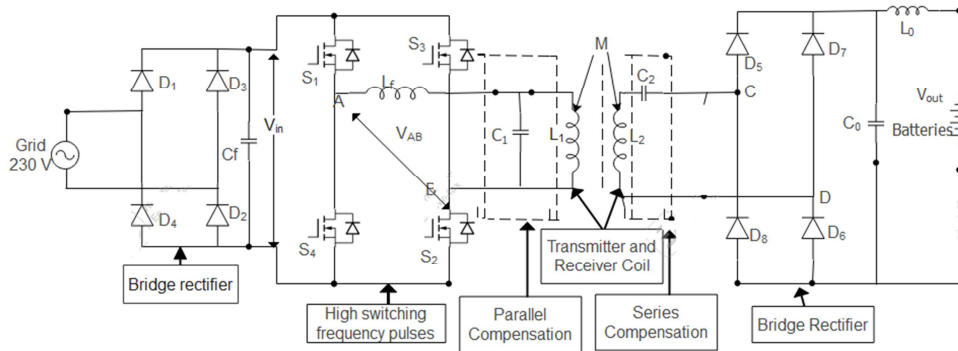 Grid
230 V
D₁
D₃
D₄
D₂
Cf
Vin
S₁
S₃
S₄
S₂
A
Lf
VAB
E
C₁
L₁
M
L₂
C₂
D₅
D₇
C
D
D₈
D₆
C₀
L₀
Vout
Batteries
Bridge rectifier
High switching
frequency pulses
Parallel
Compensation
Transmitter and
Receiver Coil
Series
Compensation
Bridge Rectifier